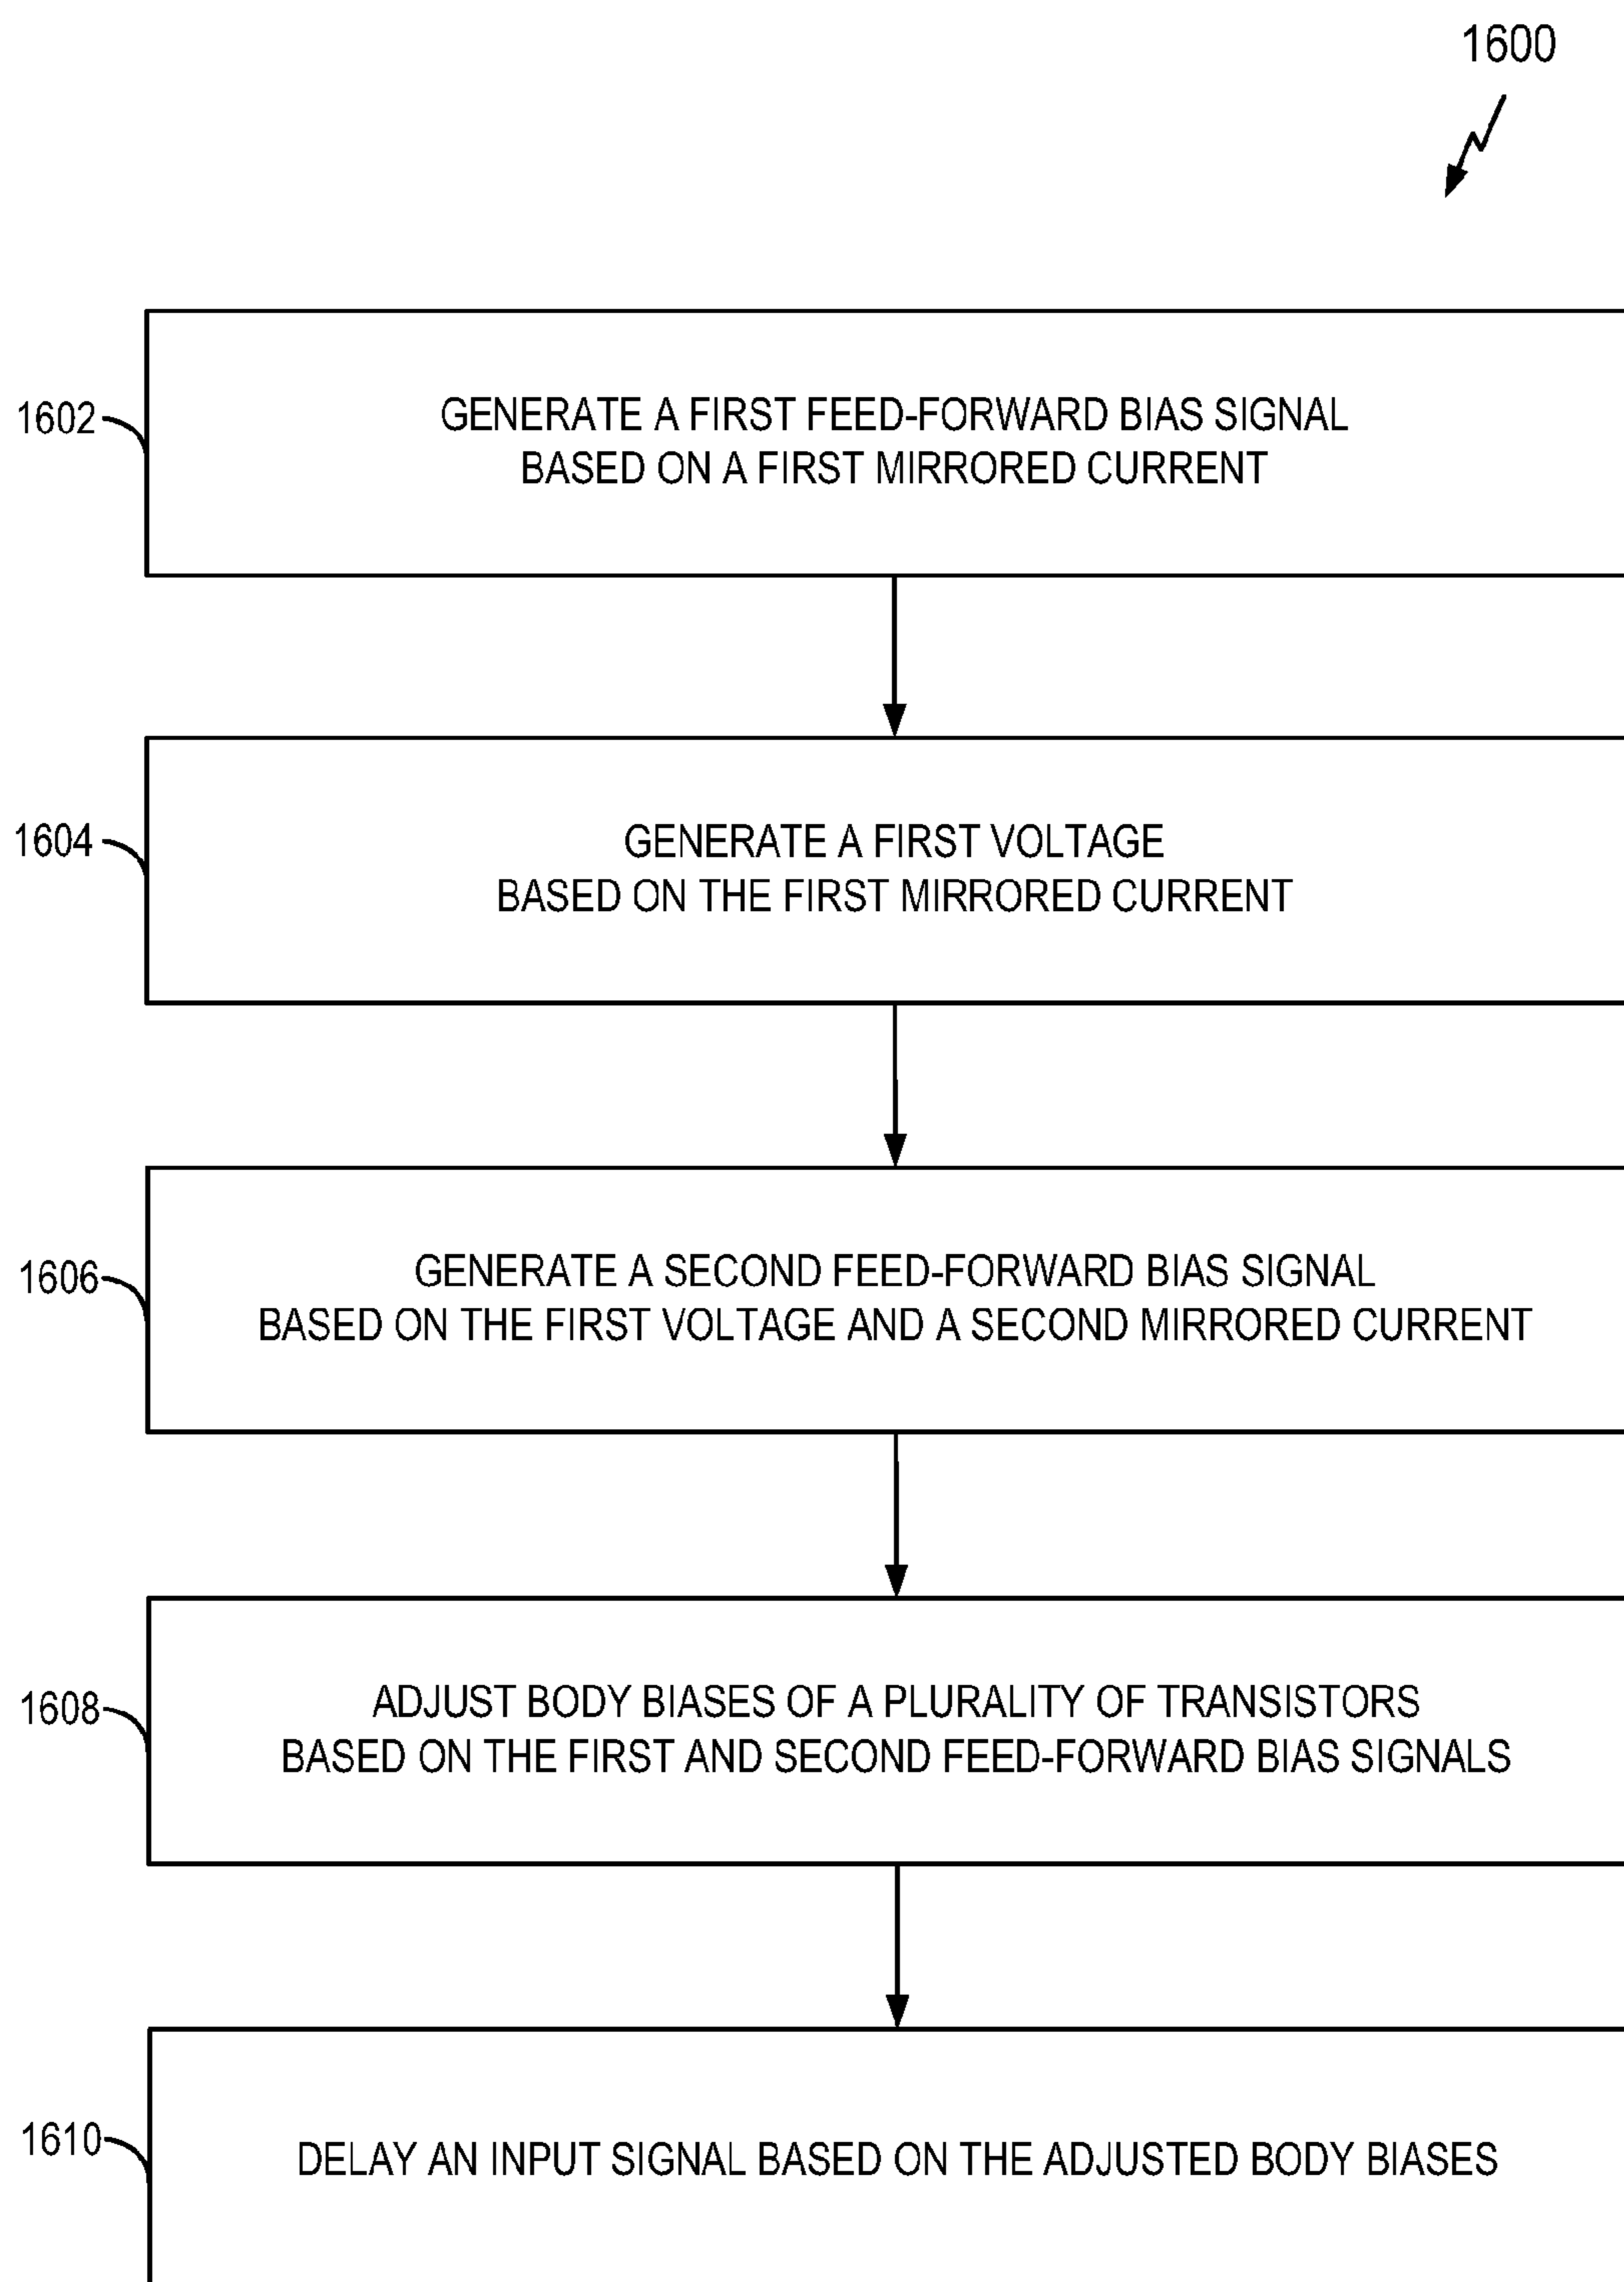 1600
1602
GENERATE A FIRST FEED-FORWARD BIAS SIGNAL
BASED ON A FIRST MIRRORED CURRENT
1604
GENERATE A FIRST VOLTAGE
BASED ON THE FIRST MIRRORED CURRENT
1606
GENERATE A SECOND FEED-FORWARD BIAS SIGNAL
BASED ON THE FIRST VOLTAGE AND A SECOND MIRRORED CURRENT
1608
ADJUST BODY BIASES OF A PLURALITY OF TRANSISTORS
BASED ON THE FIRST AND SECOND FEED-FORWARD BIAS SIGNALS
1610
DELAY AN INPUT SIGNAL BASED ON THE ADJUSTED BODY BIASES